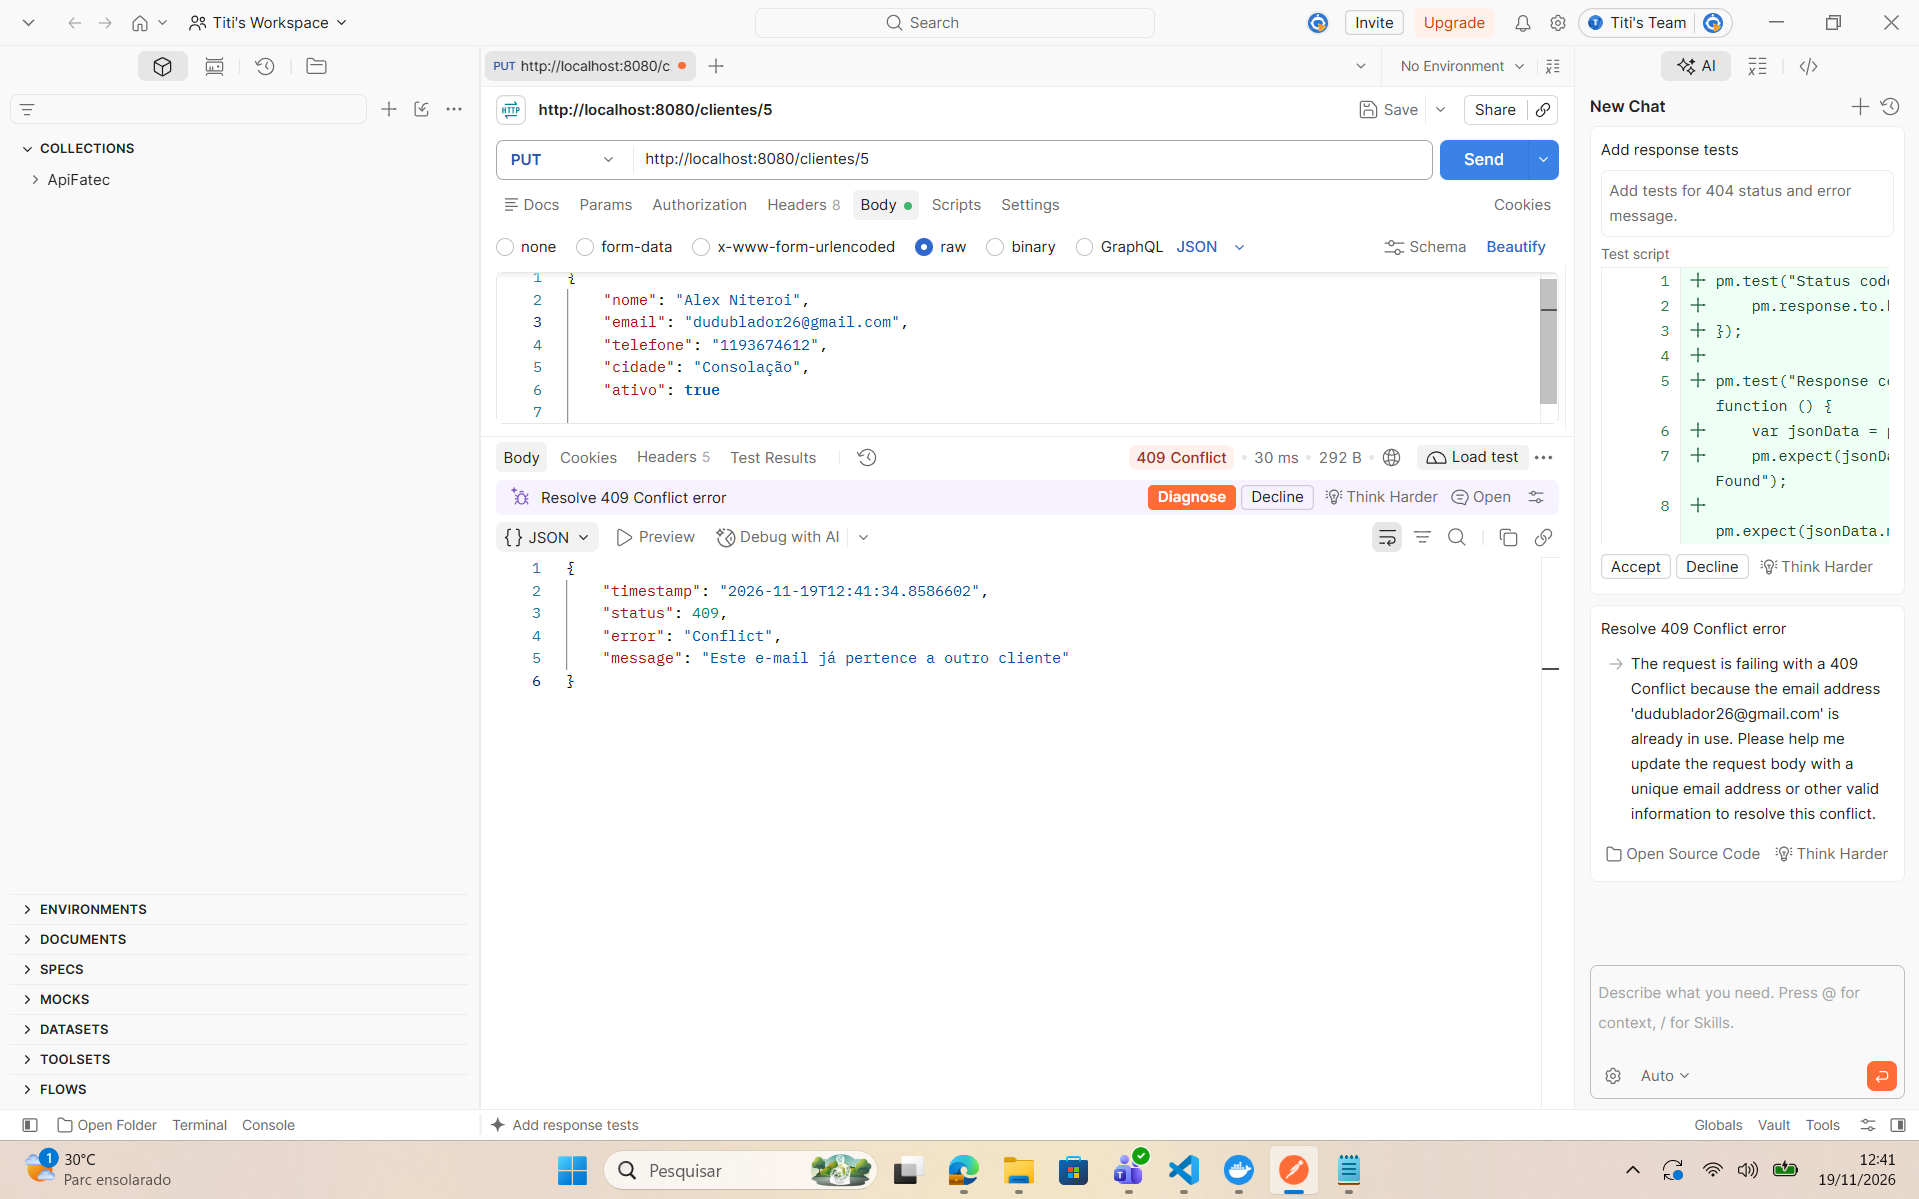 Titi's Workspace
Search
Invite
Upgrade
Titi's Team
PUT http://localhost:8080/c
No Environment
AI
COLLECTIONS
ApiFatec
HTTP
http://localhost:8080/clientes/5
Save
Share
PUT
http://localhost:8080/clientes/5
Send
Docs
Params
Authorization
Headers 8
Body
Scripts
Settings
Cookies
none
form-data
x-www-form-urlencoded
raw
binary
GraphQL
JSON
Schema
Beautify
1 {
2 "nome": "Alex Niteroi",
3 "email": "dudublador26@gmail.com",
4 "telefone": "1193674612",
5 "cidade": "Consolação",
6 "ativo": true
7
Body
Cookies
Headers 5
Test Results
409 Conflict
30 ms
292 B
Load test
Resolve 409 Conflict error
Diagnose
Decline
Think Harder
Open
{} JSON
Preview
Debug with AI
1 {
2 "timestamp": "2026-11-19T12:41:34.8586602",
3 "status": 409,
4 "error": "Conflict",
5 "message": "Este e-mail já pertence a outro cliente"
6 }
New Chat
Add response tests
Add tests for 404 status and error
message.
Test script
1 + pm.test("Status code
2 + pm.response.to.
3 + });
4 +
5 + pm.test("Response c
function () {
6 + var jsonData =
7 + pm.expect(jsonDa
Found");
8 +
pm.expect(jsonData.
Accept
Decline
Think Harder
Resolve 409 Conflict error
The request is failing with a 409
Conflict because the email address
'dudublador26@gmail.com' is
already in use. Please help me
update the request body with a
unique email address or other valid
information to resolve this conflict.
Open Source Code
Think Harder
Describe what you need. Press @ for
context, / for Skills.
Auto
ENVIRONMENTS
DOCUMENTS
SPECS
MOCKS
DATASETS
TOOLSETS
FLOWS
Open Folder
Terminal
Console
Add response tests
Globals
Vault
Tools
1
30°C
Parc ensolarado
Pesquisar
12:41
19/11/2026